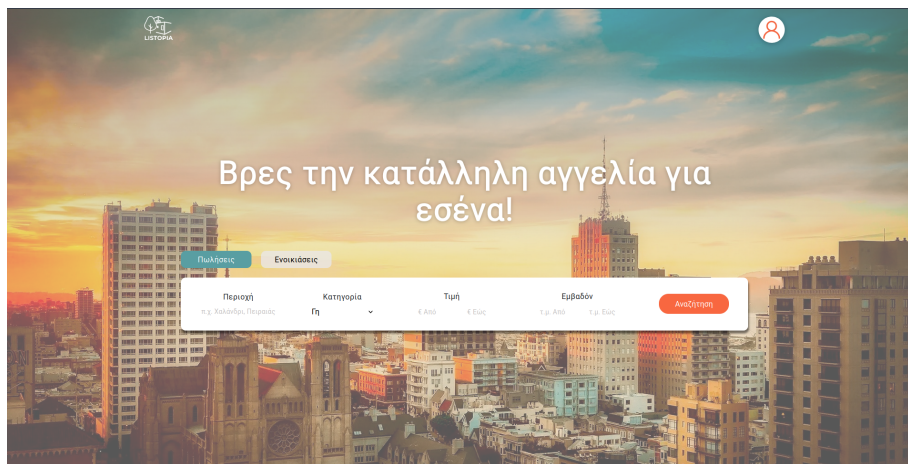 LISTOPIA
Βρες την κατάλληλη αγγελία για
εσένα!
Πωλήσεις Ενοικιάσεις
Περιοχή Κατηγορία Τιμή Εμβαδόν
π.χ. Χαλάνδρι, Πειραιάς Γη € Από € Εώς τ.μ. Από τ.μ. Εώς Αναζήτηση